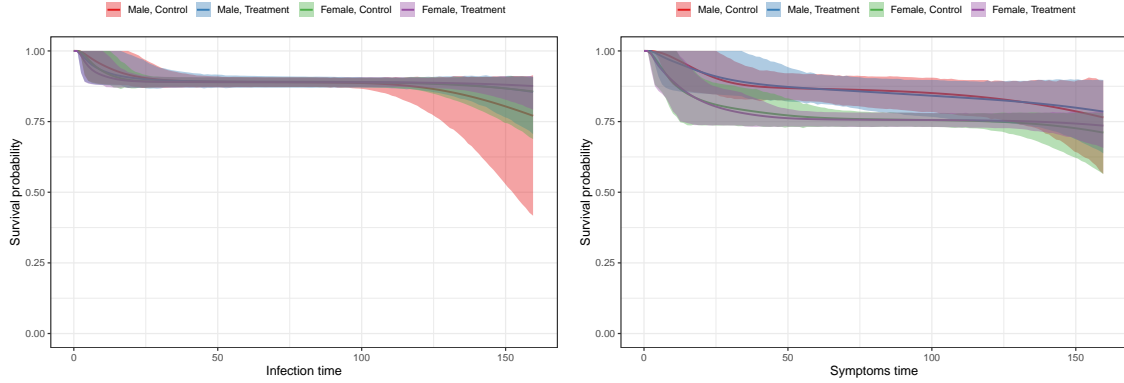 Male, Control Male, Treatment Female, Control Female, Treatment
1.00
0.75
0.50
0.25
0.00
Survival probability
0 50 100 150
Infection time
Male, Control Male, Treatment Female, Control Female, Treatment
1.00
0.75
0.50
0.25
0.00
Survival probability
0 50 100 150
Symptoms time